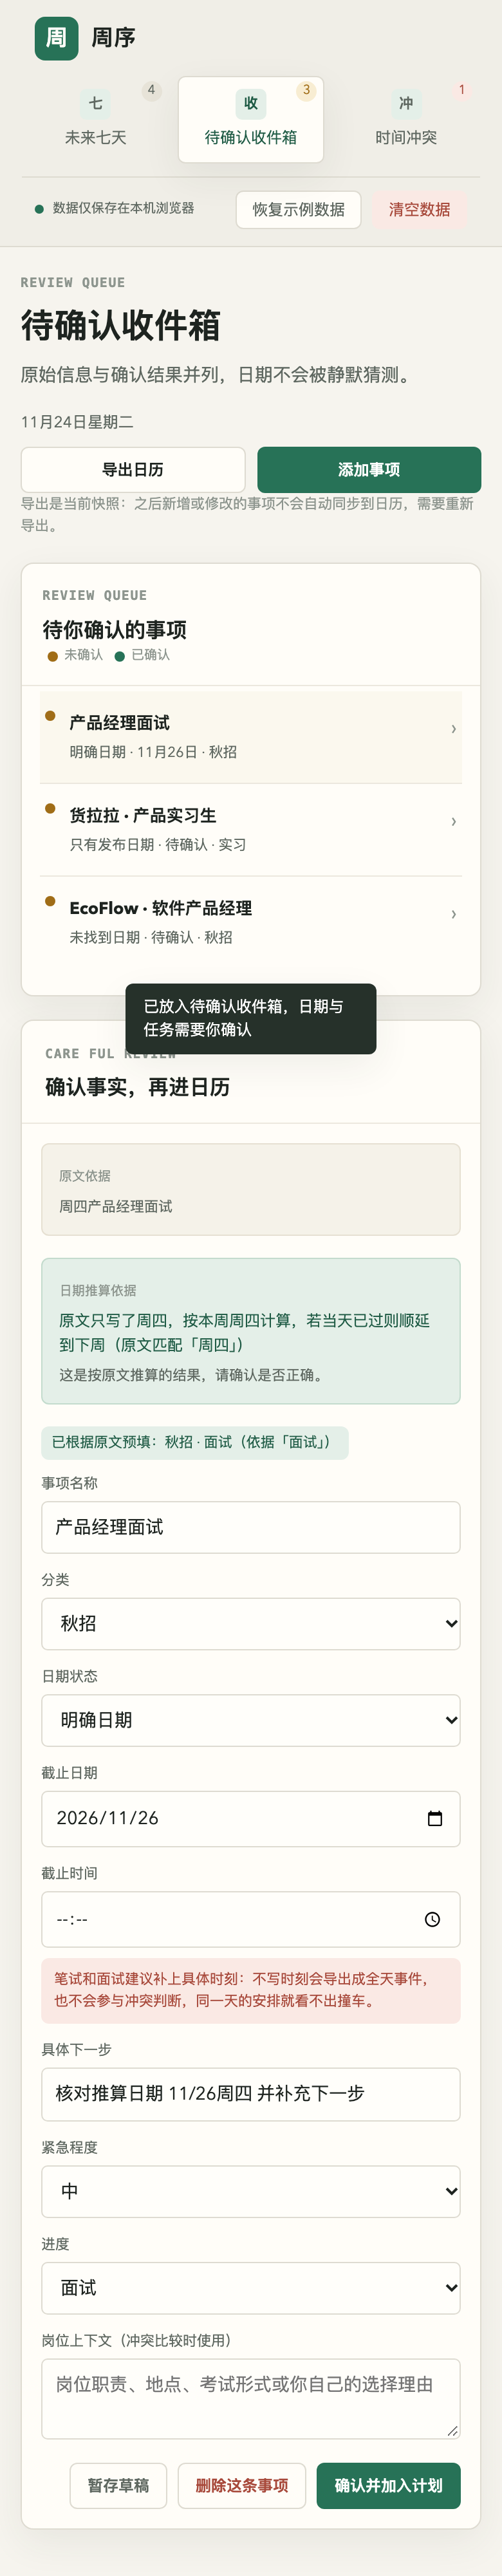 周 周序
七 4
未来七天
收 3
待确认收件箱
冲 1
时间冲突
数据仅保存在本机浏览器
恢复示例数据
清空数据
REVIEW QUEUE
待确认收件箱
原始信息与确认结果并列，日期不会被静默猜测。
11月24日星期二
导出日历
添加事项
导出是当前快照：之后新增或修改的事项不会自动同步到日历，需要重新
导出。
REVIEW QUEUE
待你确认的事项
未确认 已确认
产品经理面试
明确日期 · 11月26日 · 秋招
›
货拉拉 · 产品实习生
只有发布日期 · 待确认 · 实习
›
EcoFlow · 软件产品经理
未找到日期 · 待确认 · 秋招
›
已放入待确认收件箱，日期与
任务需要你确认
CARE FUL REVIEW
确认事实，再进日历
原文依据
周四产品经理面试
日期推算依据
原文只写了周四，按本周周四计算，若当天已过则顺延
到下周（原文匹配「周四」）
这是按原文推算的结果，请确认是否正确。
已根据原文预填：秋招 · 面试（依据「面试」）
事项名称
产品经理面试
分类
秋招
日期状态
明确日期
截止日期
2026/11/26
截止时间
--:--
笔试和面试建议补上具体时刻：不写时刻会导出成全天事件，
也不会参与冲突判断，同一天的安排就看不出撞车。
具体下一步
核对推算日期 11/26周四 并补充下一步
紧急程度
中
进度
面试
岗位上下文（冲突比较时使用）
岗位职责、地点、考试形式或你自己的选择理由
暂存草稿
删除这条事项
确认并加入计划